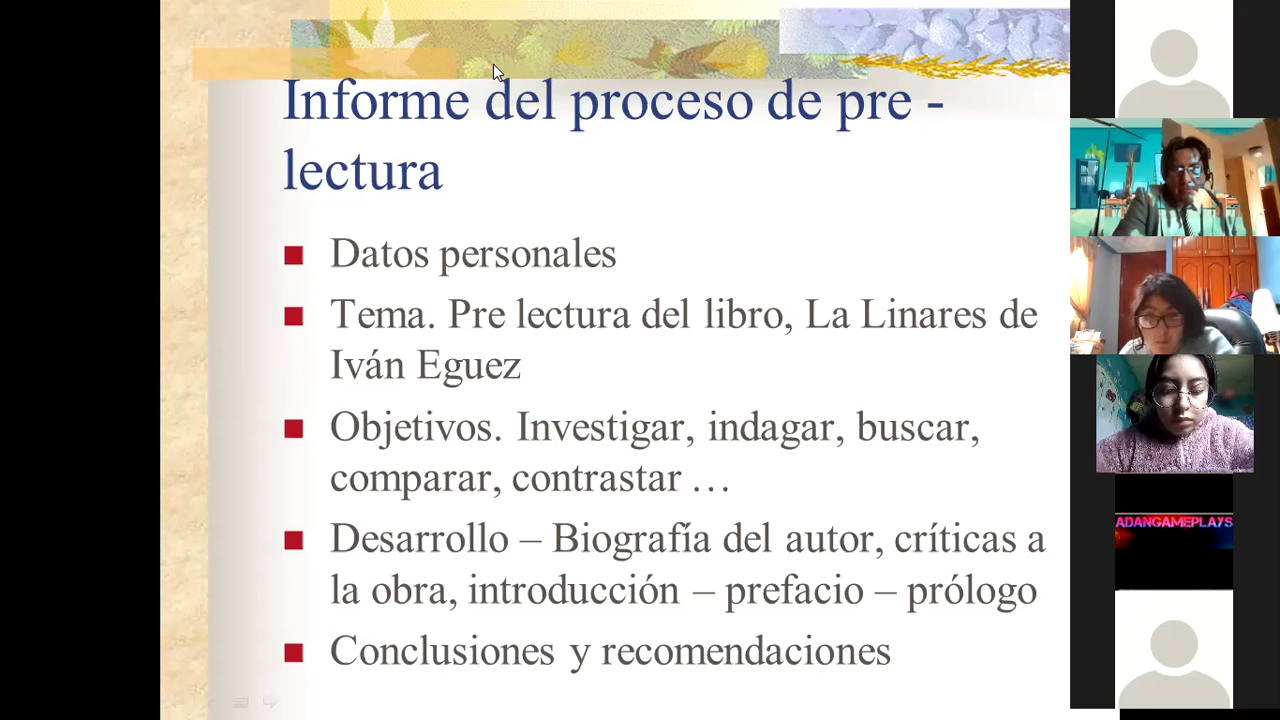 Informe del proceso de pre -
lectura
Datos personales
Tema. Pre lectura del libro, La Linares de
Iván Eguez
Objetivos. Investigar, indagar, buscar,
comparar, contrastar …
Desarrollo – Biografía del autor, críticas a
la obra, introducción – prefacio – prólogo
Conclusiones y recomendaciones
ADANGAMEPLAYS